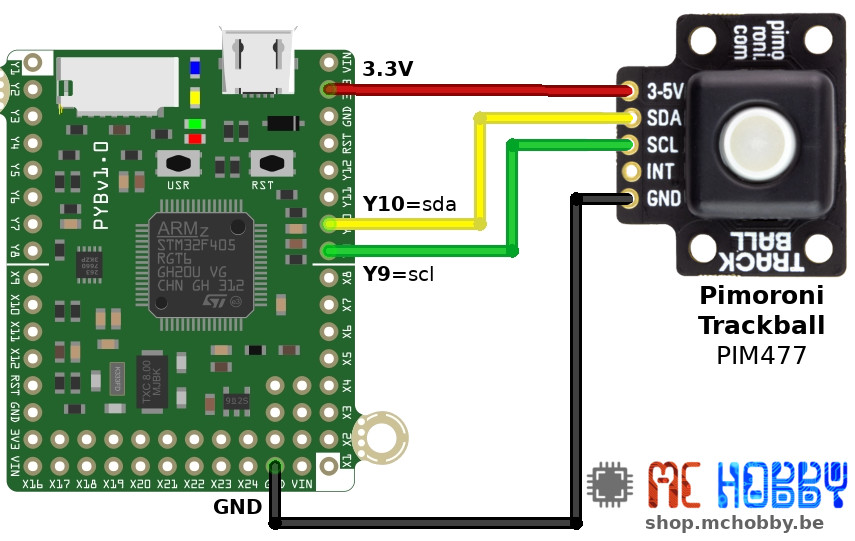 3.3V
Y10=sda
Y9=scl
GND
Y1
Y2
Y3
Y4
Y5
Y6
Y7
Y8
X9
X10
X11
X12
RST
GND
3V3
VIN
PYBv1.0
USR
RST
ARMz
STM32F405
RGT6
GH20U VG
CHN GH 312
ST
TXC 8.00
MJBK
9B2S
VIN
GND
RST
Y12
Y11
X8
X7
X6
X5
X4
X3
X2
X1
X16 X17 X18 X19 X20 X21 X22 X23 X24 GND VIN
pimo
roni.
com
3-5V
SDA
SCL
INT
GND
TRACK
BALL
Pimoroni
Trackball
PIM477
MC HOBBY
shop.mchobby.be